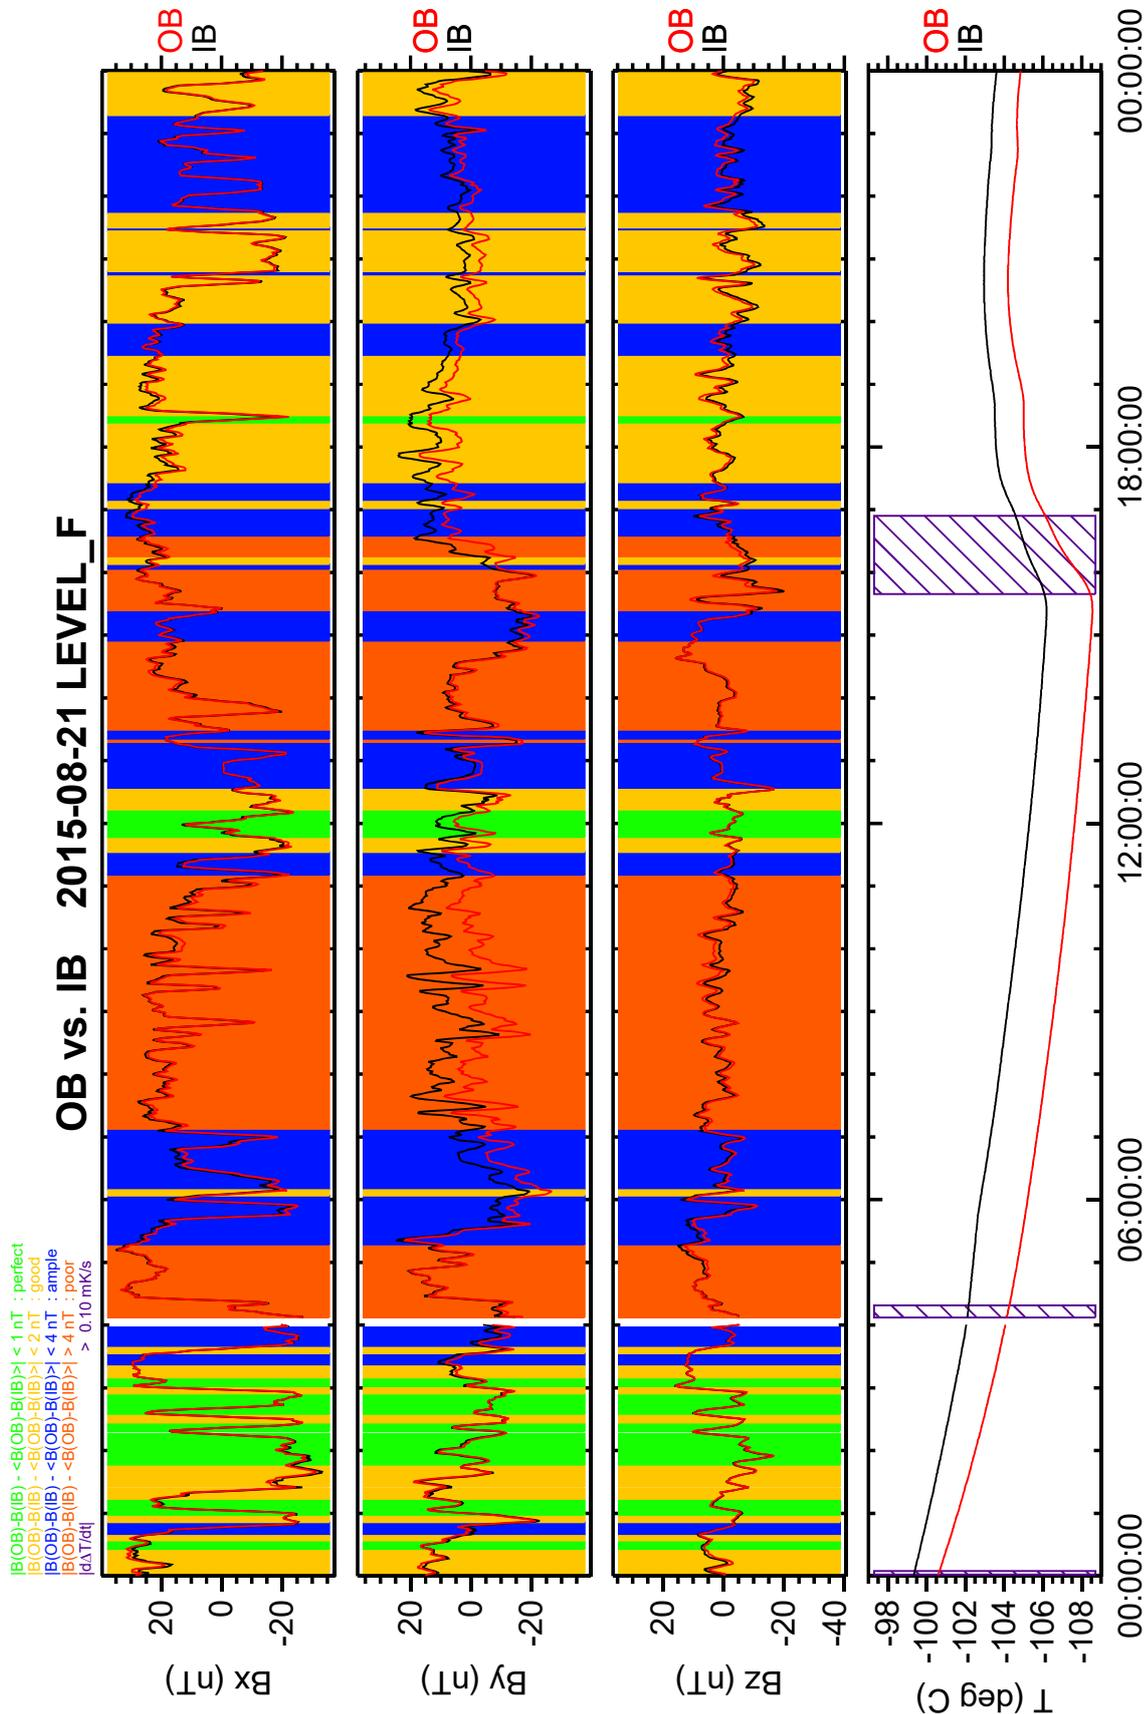 |B(OB)-B(IB) - <B(OB)-B(IB)>| < 1 nT : perfect
|B(OB)-B(IB) - <B(OB)-B(IB)>| < 2 nT : good
|B(OB)-B(IB) - <B(OB)-B(IB)>| < 4 nT : ample
|B(OB)-B(IB) - <B(OB)-B(IB)>| > 4 nT : poor
|dΔT/dt| > 0.10 mK/s
OB vs. IB 2015-08-21 LEVEL_F
Bx (nT)
20
0
-20
OB
IB
By (nT)
20
0
-20
OB
IB
Bz (nT)
20
0
-20
-40
OB
IB
T (deg C)
-98
-100
-102
-104
-106
-108
OB
IB
00:00:00
06:00:00
12:00:00
18:00:00
00:00:00